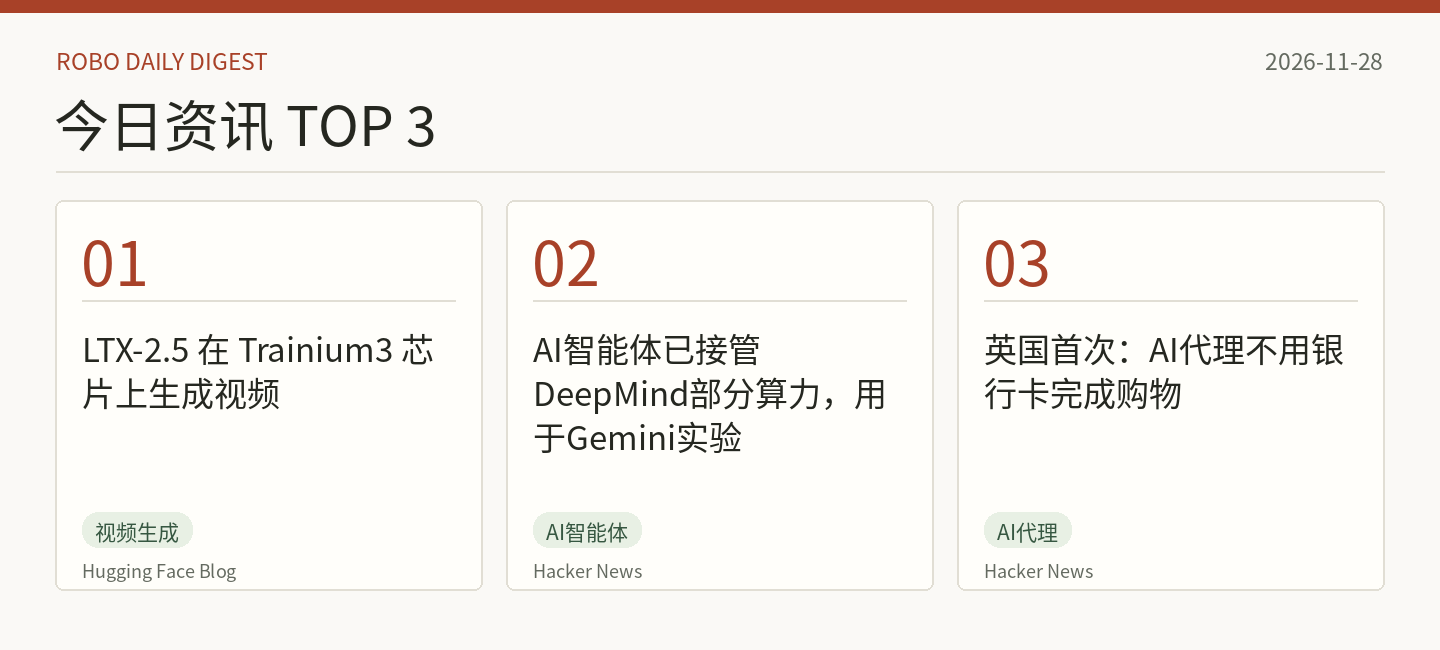 ROBO DAILY DIGEST
2026-11-28
今日资讯 TOP 3
01
LTX-2.5 在 Trainium3 芯
片上生成视频
视频生成
Hugging Face Blog
02
AI智能体已接管
DeepMind部分算力，用
于Gemini实验
AI智能体
Hacker News
03
英国首次：AI代理不用银
行卡完成购物
AI代理
Hacker News